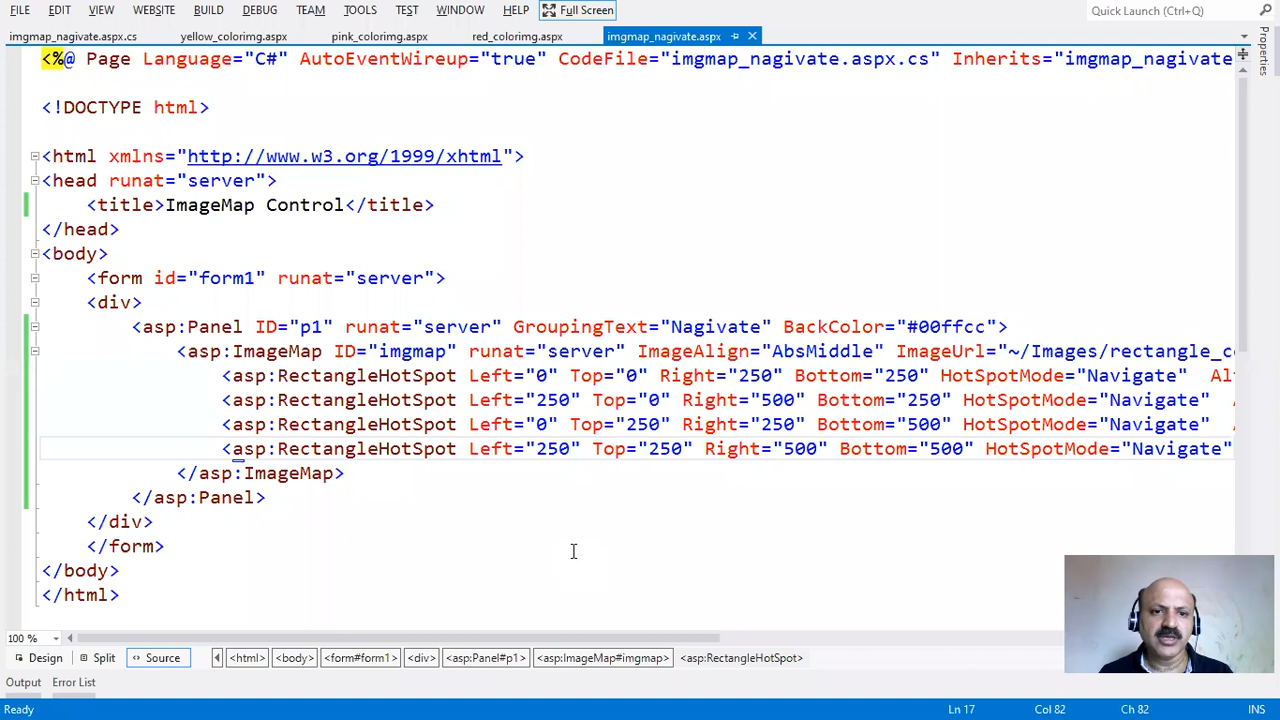 FILE EDIT VIEW WEBSITE BUILD DEBUG TEAM TOOLS TEST WINDOW HELP Full Screen Quick Launch (Ctrl+Q)
imgmap_nagivate.aspx.cs yellow_colorimg.aspx pink_colorimg.aspx red_colorimg.aspx imgmap_nagivate.aspx
Properties
<%@ Page Language="C#" AutoEventWireup="true" CodeFile="imgmap_nagivate.aspx.cs" Inherits="imgmap_nagivate
<!DOCTYPE html>
<html xmlns="http://www.w3.org/1999/xhtml">
<head runat="server">
<title>ImageMap Control</title>
</head>
<body>
<form id="form1" runat="server">
<div>
<asp:Panel ID="p1" runat="server" GroupingText="Nagivate" BackColor="#00ffcc">
<asp:ImageMap ID="imgmap" runat="server" ImageAlign="AbsMiddle" ImageUrl="~/Images/rectangle_c
<asp:RectangleHotSpot Left="0" Top="0" Right="250" Bottom="250" HotSpotMode="Navigate" Al
<asp:RectangleHotSpot Left="250" Top="0" Right="500" Bottom="250" HotSpotMode="Navigate"
<asp:RectangleHotSpot Left="0" Top="250" Right="250" Bottom="500" HotSpotMode="Navigate"
<asp:RectangleHotSpot Left="250" Top="250" Right="500" Bottom="500" HotSpotMode="Navigate"
</asp:ImageMap>
</asp:Panel>
</div>
</form>
</body>
</html>
100 %
Design Split Source <html> <body> <form#form1> <div> <asp:Panel#p1> <asp:ImageMap#imgmap> <asp:RectangleHotSpot>
Output Error List
Ready Ln 17 Col 82 Ch 82 INS